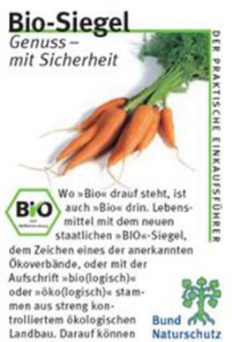 Bio-Siegel
Genuss –
mit Sicherheit
DER PRAKTISCHE EINKAUFSFÜHRER
Wo »Bio« drauf steht, ist
auch »Bio« drin. Lebens-
mittel mit dem neuen
staatlichen »BIO«-Siegel,
dem Zeichen eines der anerkannten
Ökoverbände, oder mit der
Aufschrift »bio(logisch)«
oder »öko(logisch)« stam-
men aus streng kon-
trolliertem ökologischen
Landbau. Darauf können
BIO
Bund
Naturschutz